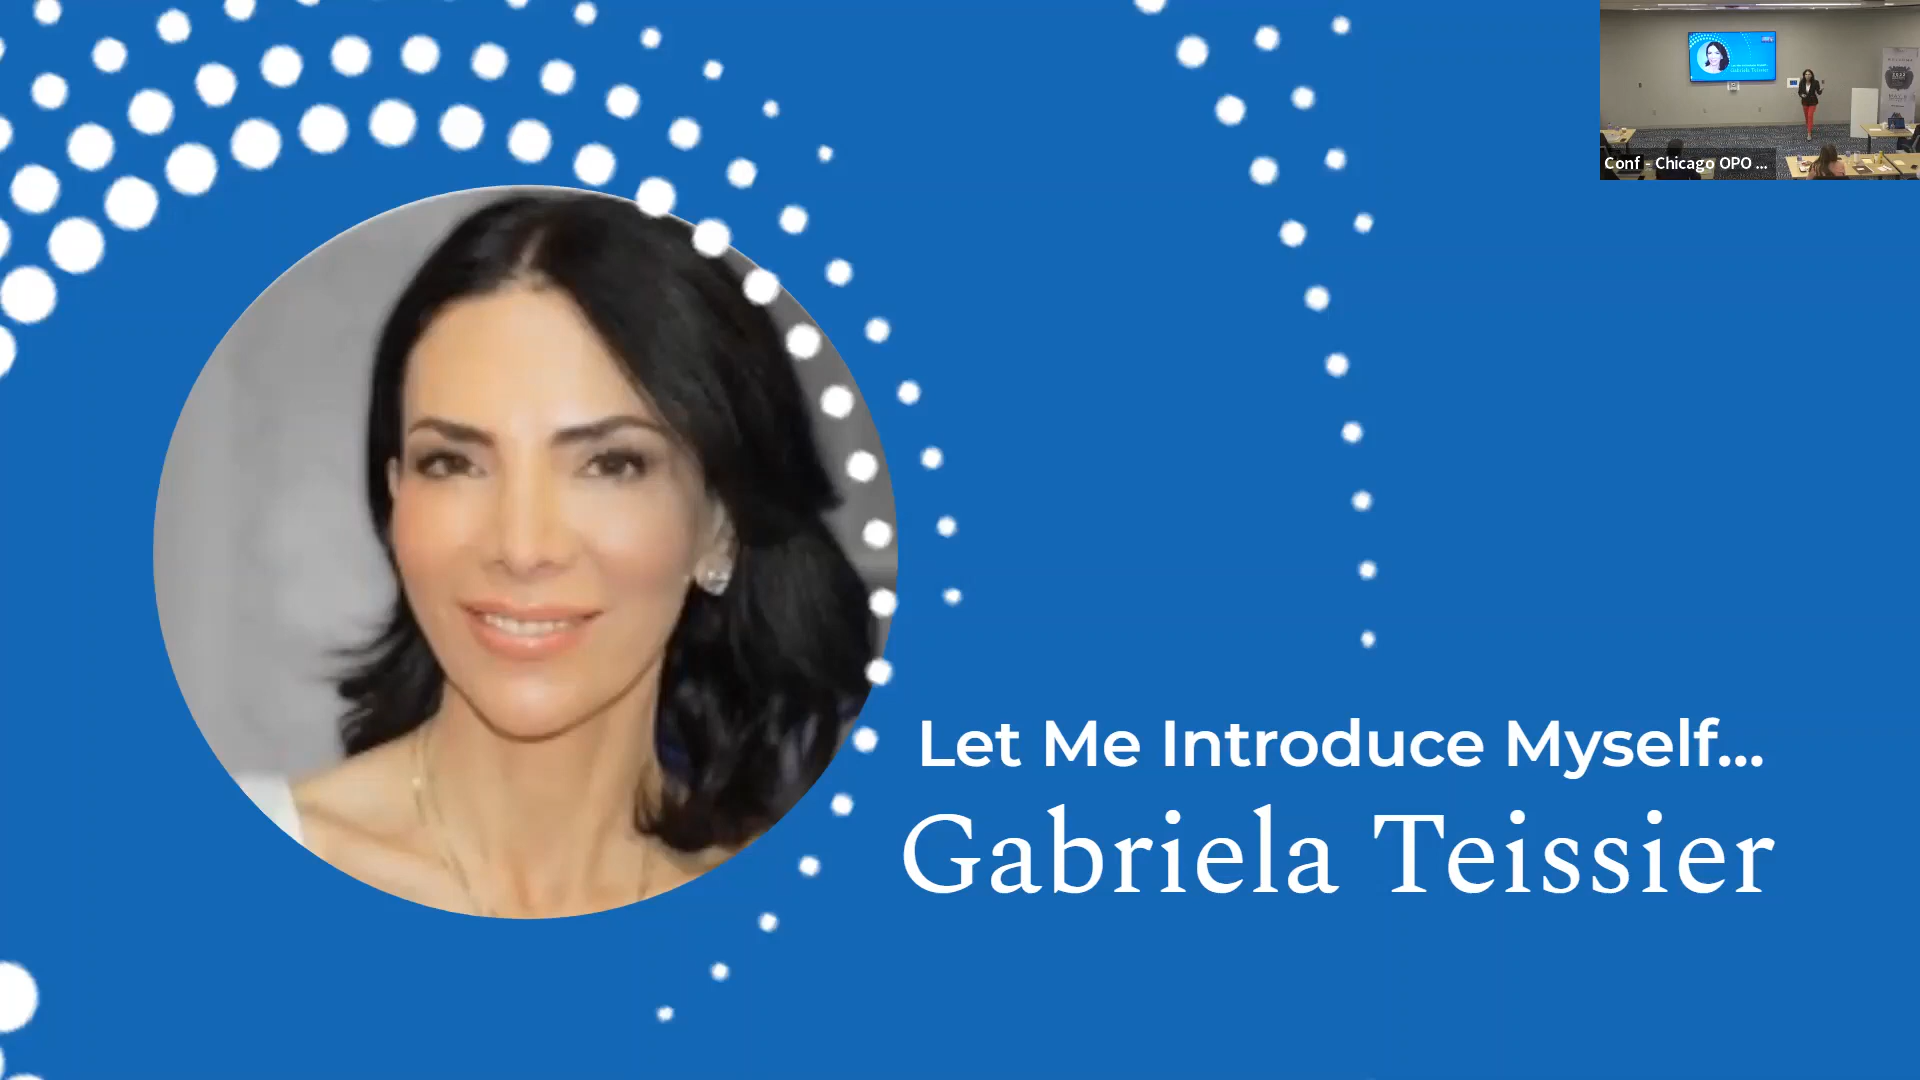 Conf - Chicago OPO ...
Let Me Introduce Myself...
Gabriela Teissier